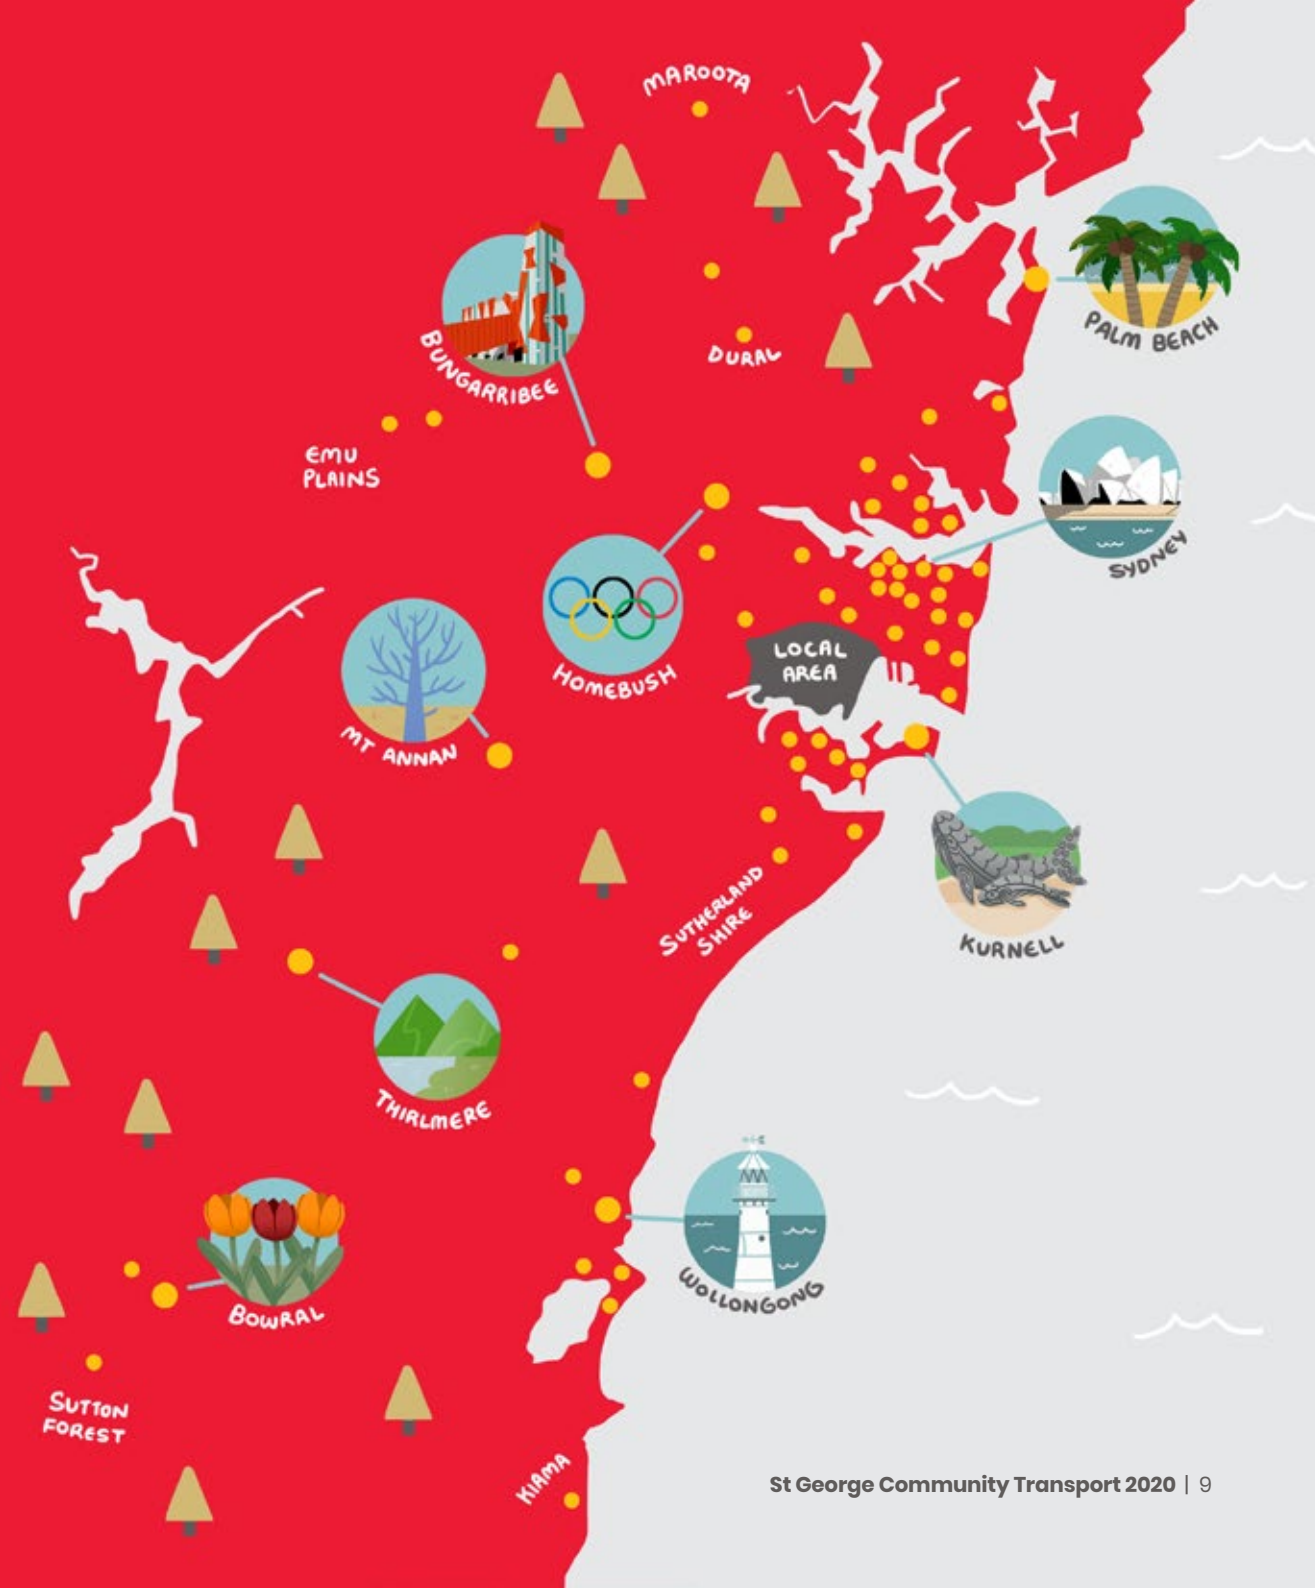 MAROOTA
PALM BEACH
DURAL
BUNGARRIBEE
EMU
PLAINS
SYDNEY
HOMEBUSH
LOCAL
AREA
MT ANNAN
SUTHERLAND
SHIRE
KURNELL
THIRLMERE
WOLLONGONG
BOWRAL
SUTTON
FOREST
KIAMA
St George Community Transport 2020 | 9